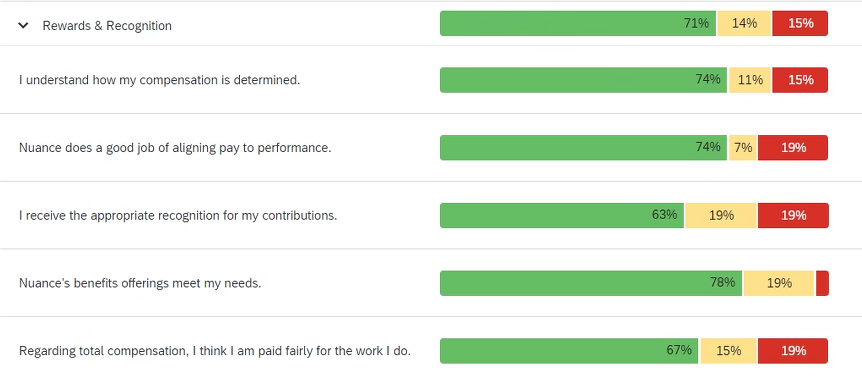 Rewards & Recognition 71% 14% 15%
I understand how my compensation is determined. 74% 11% 15%
Nuance does a good job of aligning pay to performance. 74% 7% 19%
I receive the appropriate recognition for my contributions. 63% 19% 19%
Nuance's benefits offerings meet my needs. 78% 19%
Regarding total compensation, I think I am paid fairly for the work I do. 67% 15% 19%